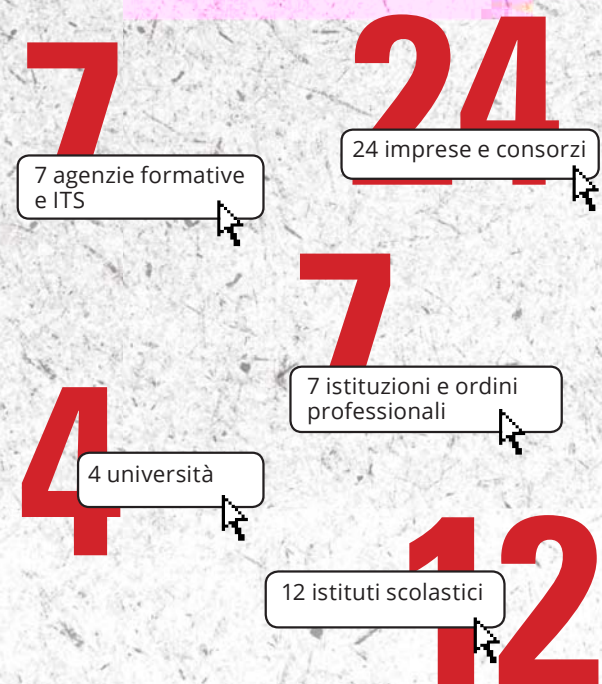 7
7 agenzie formative
e ITS
24
24 imprese e consorzi
7
7 istituzioni e ordini
professionali
4
4 università
12
12 istituti scolastici